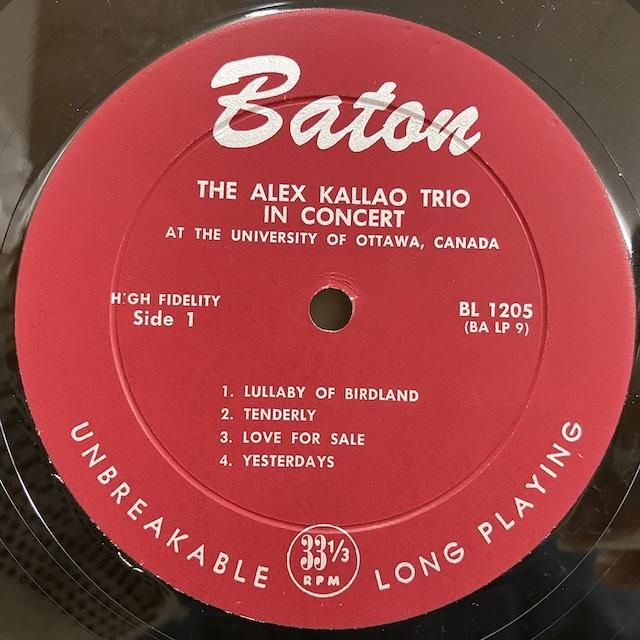 Baton
THE ALEX KALLAO TRIO
IN CONCERT
AT THE UNIVERSITY OF OTTAWA, CANADA
HIGH FIDELITY
Side 1
BL 1205
(BA LP 9)
1. LULLABY OF BIRDLAND
2. TENDERLY
3. LOVE FOR SALE
4. YESTERDAYS
UNBREAKABLE
33 1/3
RPM
LONG PLAYING